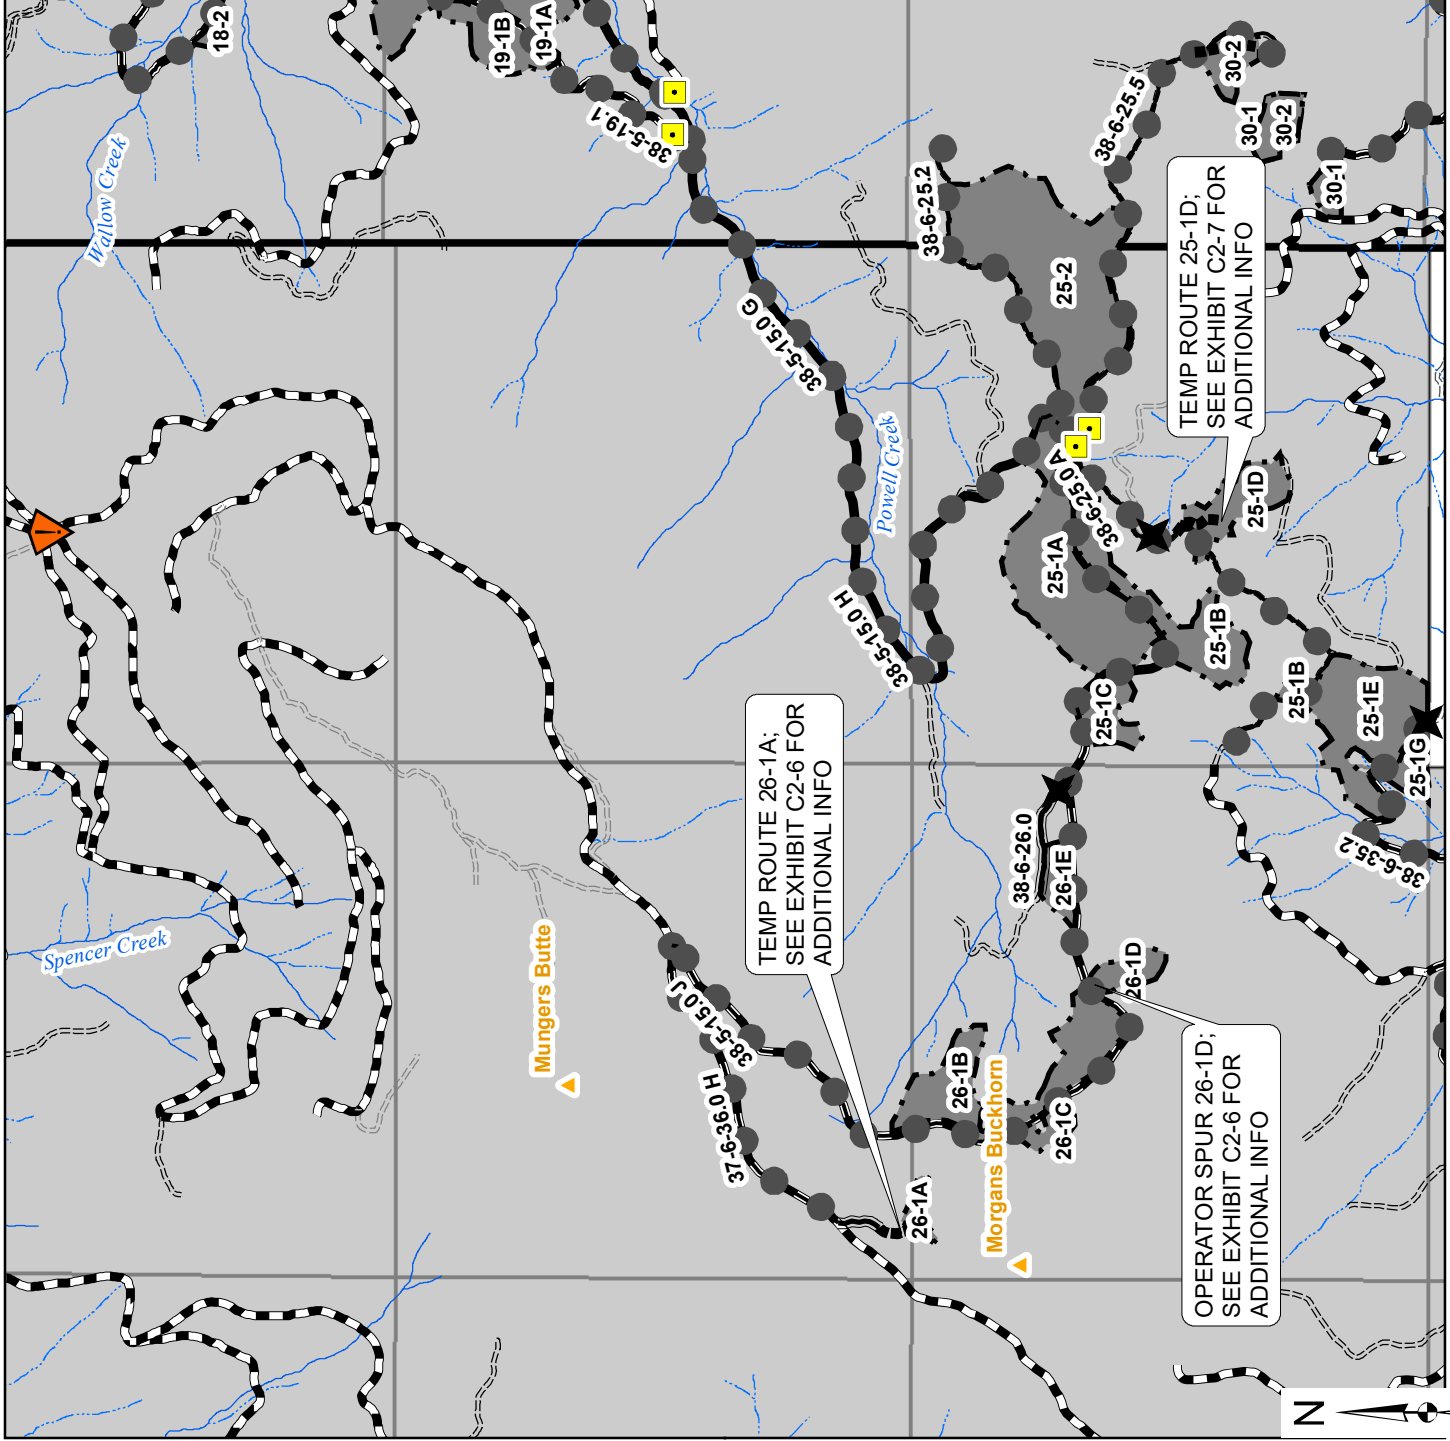 18-2
19-1B
19-1A
38-5-19.1
Wallow Creek
38-6-25.2
38-6-25.5
30-2
30-1
30-2
30-1
25-2
38-5-15.0 G
TEMP ROUTE 25-1D;
SEE EXHIBIT C2-7 FOR
ADDITIONAL INFO
Powell Creek
38-6-25.0 A
25-1D
25-1A
25-1B
38-5-15.0 H
25-1C
25-1B
25-1E
25-1G
38-6-35.2
TEMP ROUTE 26-1A;
SEE EXHIBIT C2-6 FOR
ADDITIONAL INFO
38-6-26.0
26-1E
Spencer Creek
Mungers Butte
26-1D
38-5-15.0 J
37-6-36.0 H
26-1B
26-1C
Morgans Buckhorn
26-1A
OPERATOR SPUR 26-1D;
SEE EXHIBIT C2-6 FOR
ADDITIONAL INFO
N